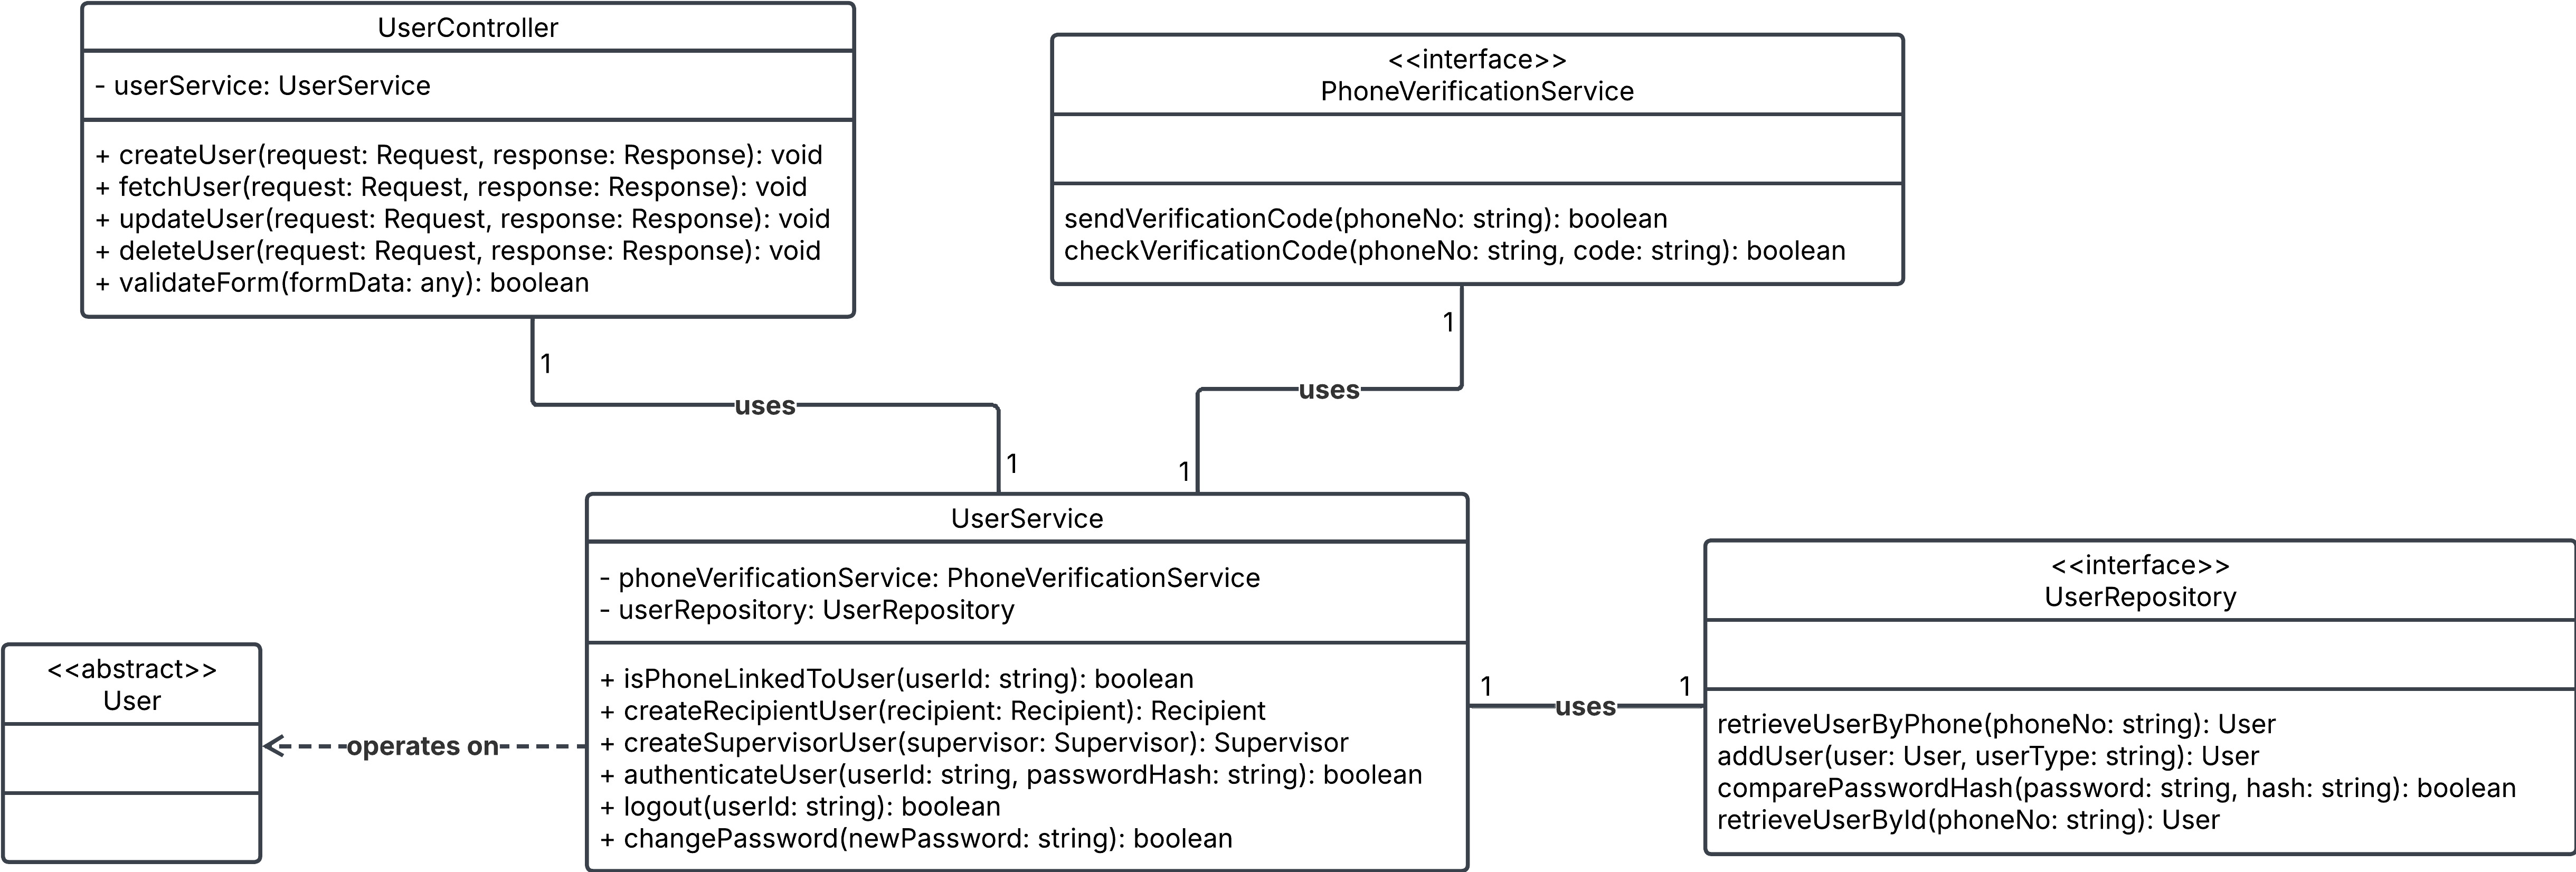 UserController
- userService: UserService
+ createUser(request: Request, response: Response): void
+ fetchUser(request: Request, response: Response): void
+ updateUser(request: Request, response: Response): void
+ deleteUser(request: Request, response: Response): void
+ validateForm(formData: any): boolean
<<interface>>
PhoneVerificationService
sendVerificationCode(phoneNo: string): boolean
checkVerificationCode(phoneNo: string, code: string): boolean
1
uses
1
1
uses
1
UserService
- phoneVerificationService: PhoneVerificationService
- userRepository: UserRepository
+ isPhoneLinkedToUser(userId: string): boolean
+ createRecipientUser(recipient: Recipient): Recipient
+ createSupervisorUser(supervisor: Supervisor): Supervisor
+ authenticateUser(userId: string, passwordHash: string): boolean
+ logout(userId: string): boolean
+ changePassword(newPassword: string): boolean
<<abstract>>
User
operates on
1
uses
1
<<interface>>
UserRepository
retrieveUserByPhone(phoneNo: string): User
addUser(user: User, userType: string): User
comparePasswordHash(password: string, hash: string): boolean
retrieveUserById(phoneNo: string): User